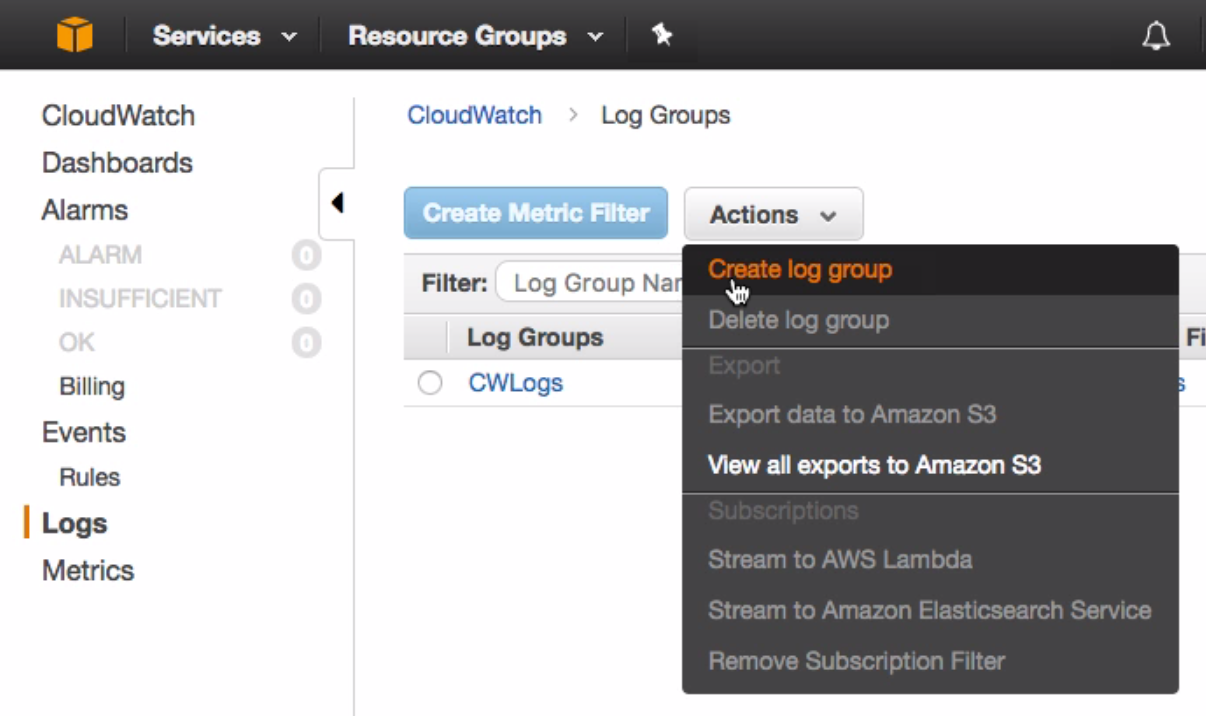 Services
Resource Groups
CloudWatch
Dashboards
Alarms
ALARM 0
INSUFFICIENT 0
OK 0
Billing
Events
Rules
Logs
Metrics
CloudWatch > Log Groups
Create Metric Filter
Actions
Filter: Log Group Nar
Log Groups
Fi
CWLogs
s
Create log group
Delete log group
Export
Export data to Amazon S3
View all exports to Amazon S3
Subscriptions
Stream to AWS Lambda
Stream to Amazon Elasticsearch Service
Remove Subscription Filter